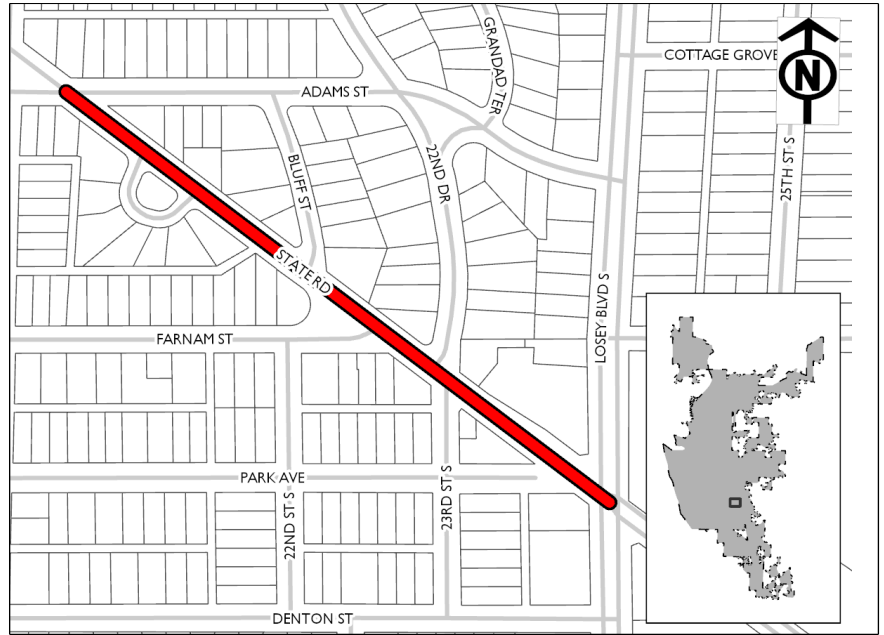 GRANDAD TER
COTTAGE GROVE
N
ADAMS ST
22ND DR
BLUFF ST
25TH ST S
STATE RD
LOSEY BLVD S
FARNAM ST
PARK AVE
22ND ST S
23RD ST S
DENTON ST